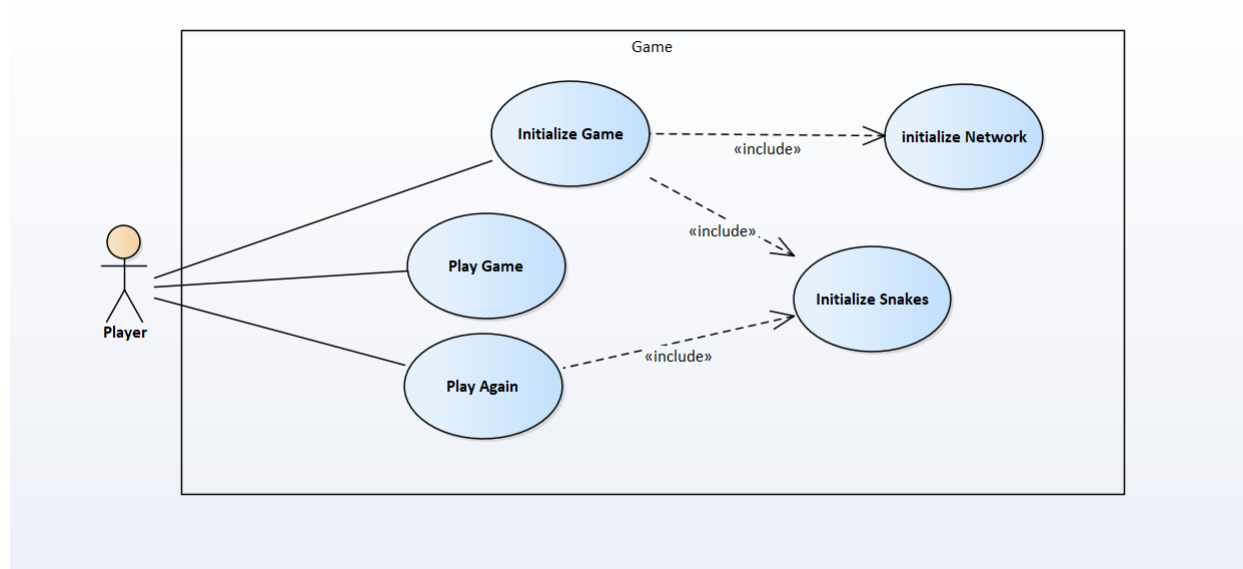 Game
Initialize Game
initialize Network
«include»
«include»
Play Game
Initialize Snakes
Player
«include»
Play Again